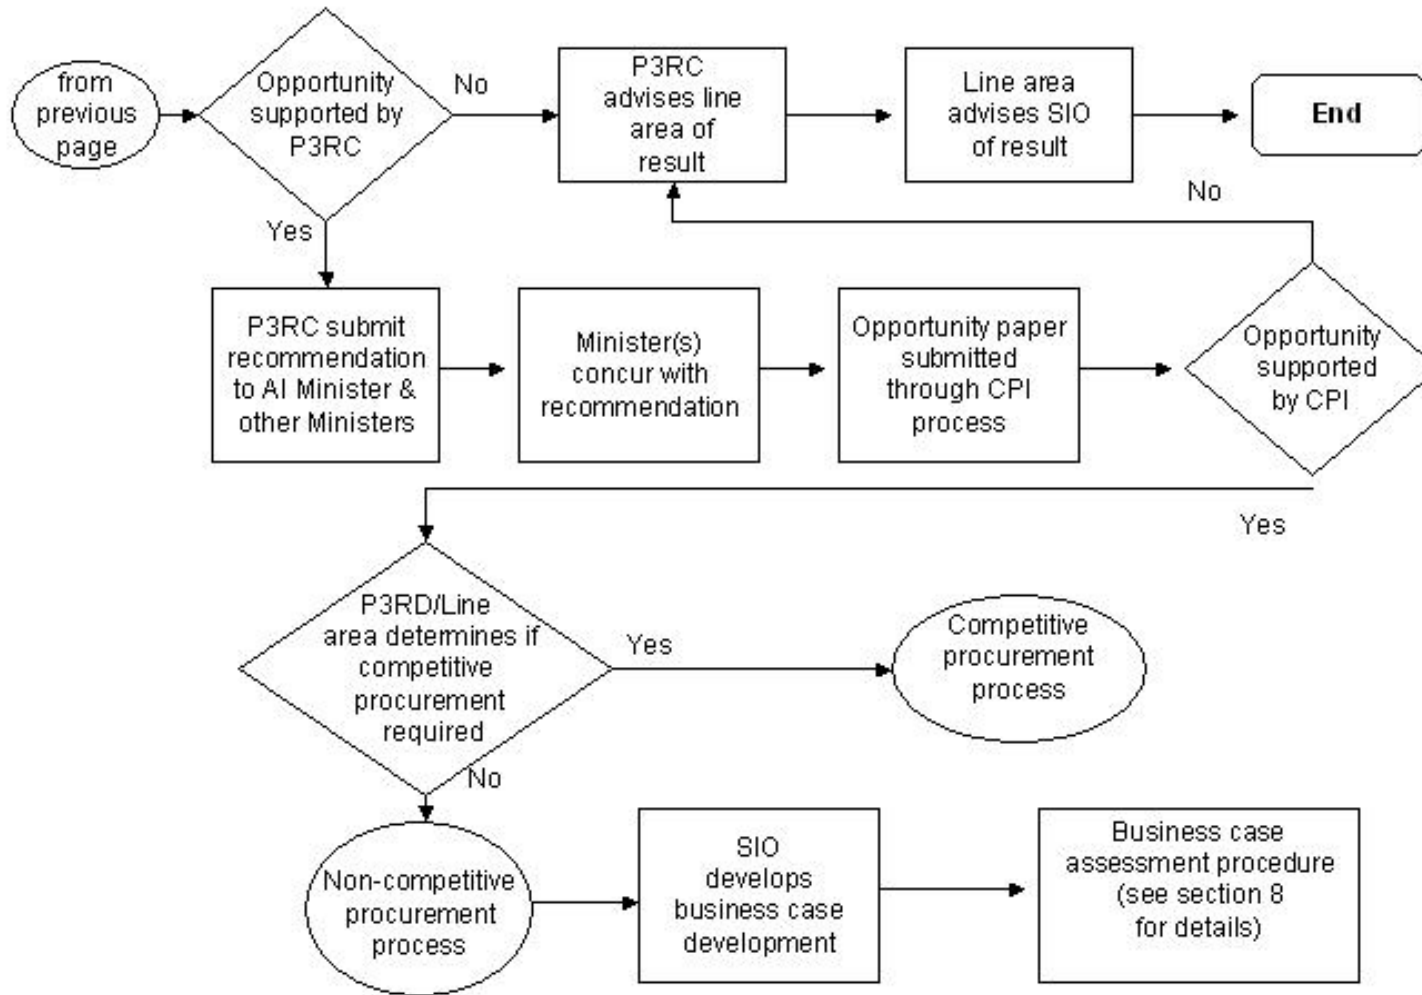 from
previous
page
Opportunity
supported by
P3RC
No
P3RC
advises line
area of
result
Line area
advises SIO
of result
End
No
Yes
P3RC submit
recommendation
to AI Minister &
other Ministers
Minister(s)
concur with
recommendation
Opportunity paper
submitted
through CPI
process
Opportunity
supported
by CPI
Yes
P3RD/Line
area determines if
competitive
procurement
required
Yes
Competitive
procurement
process
No
Non-competitive
procurement
process
SIO
develops
business case
development
Business case
assessment procedure
(see section 8
for details)